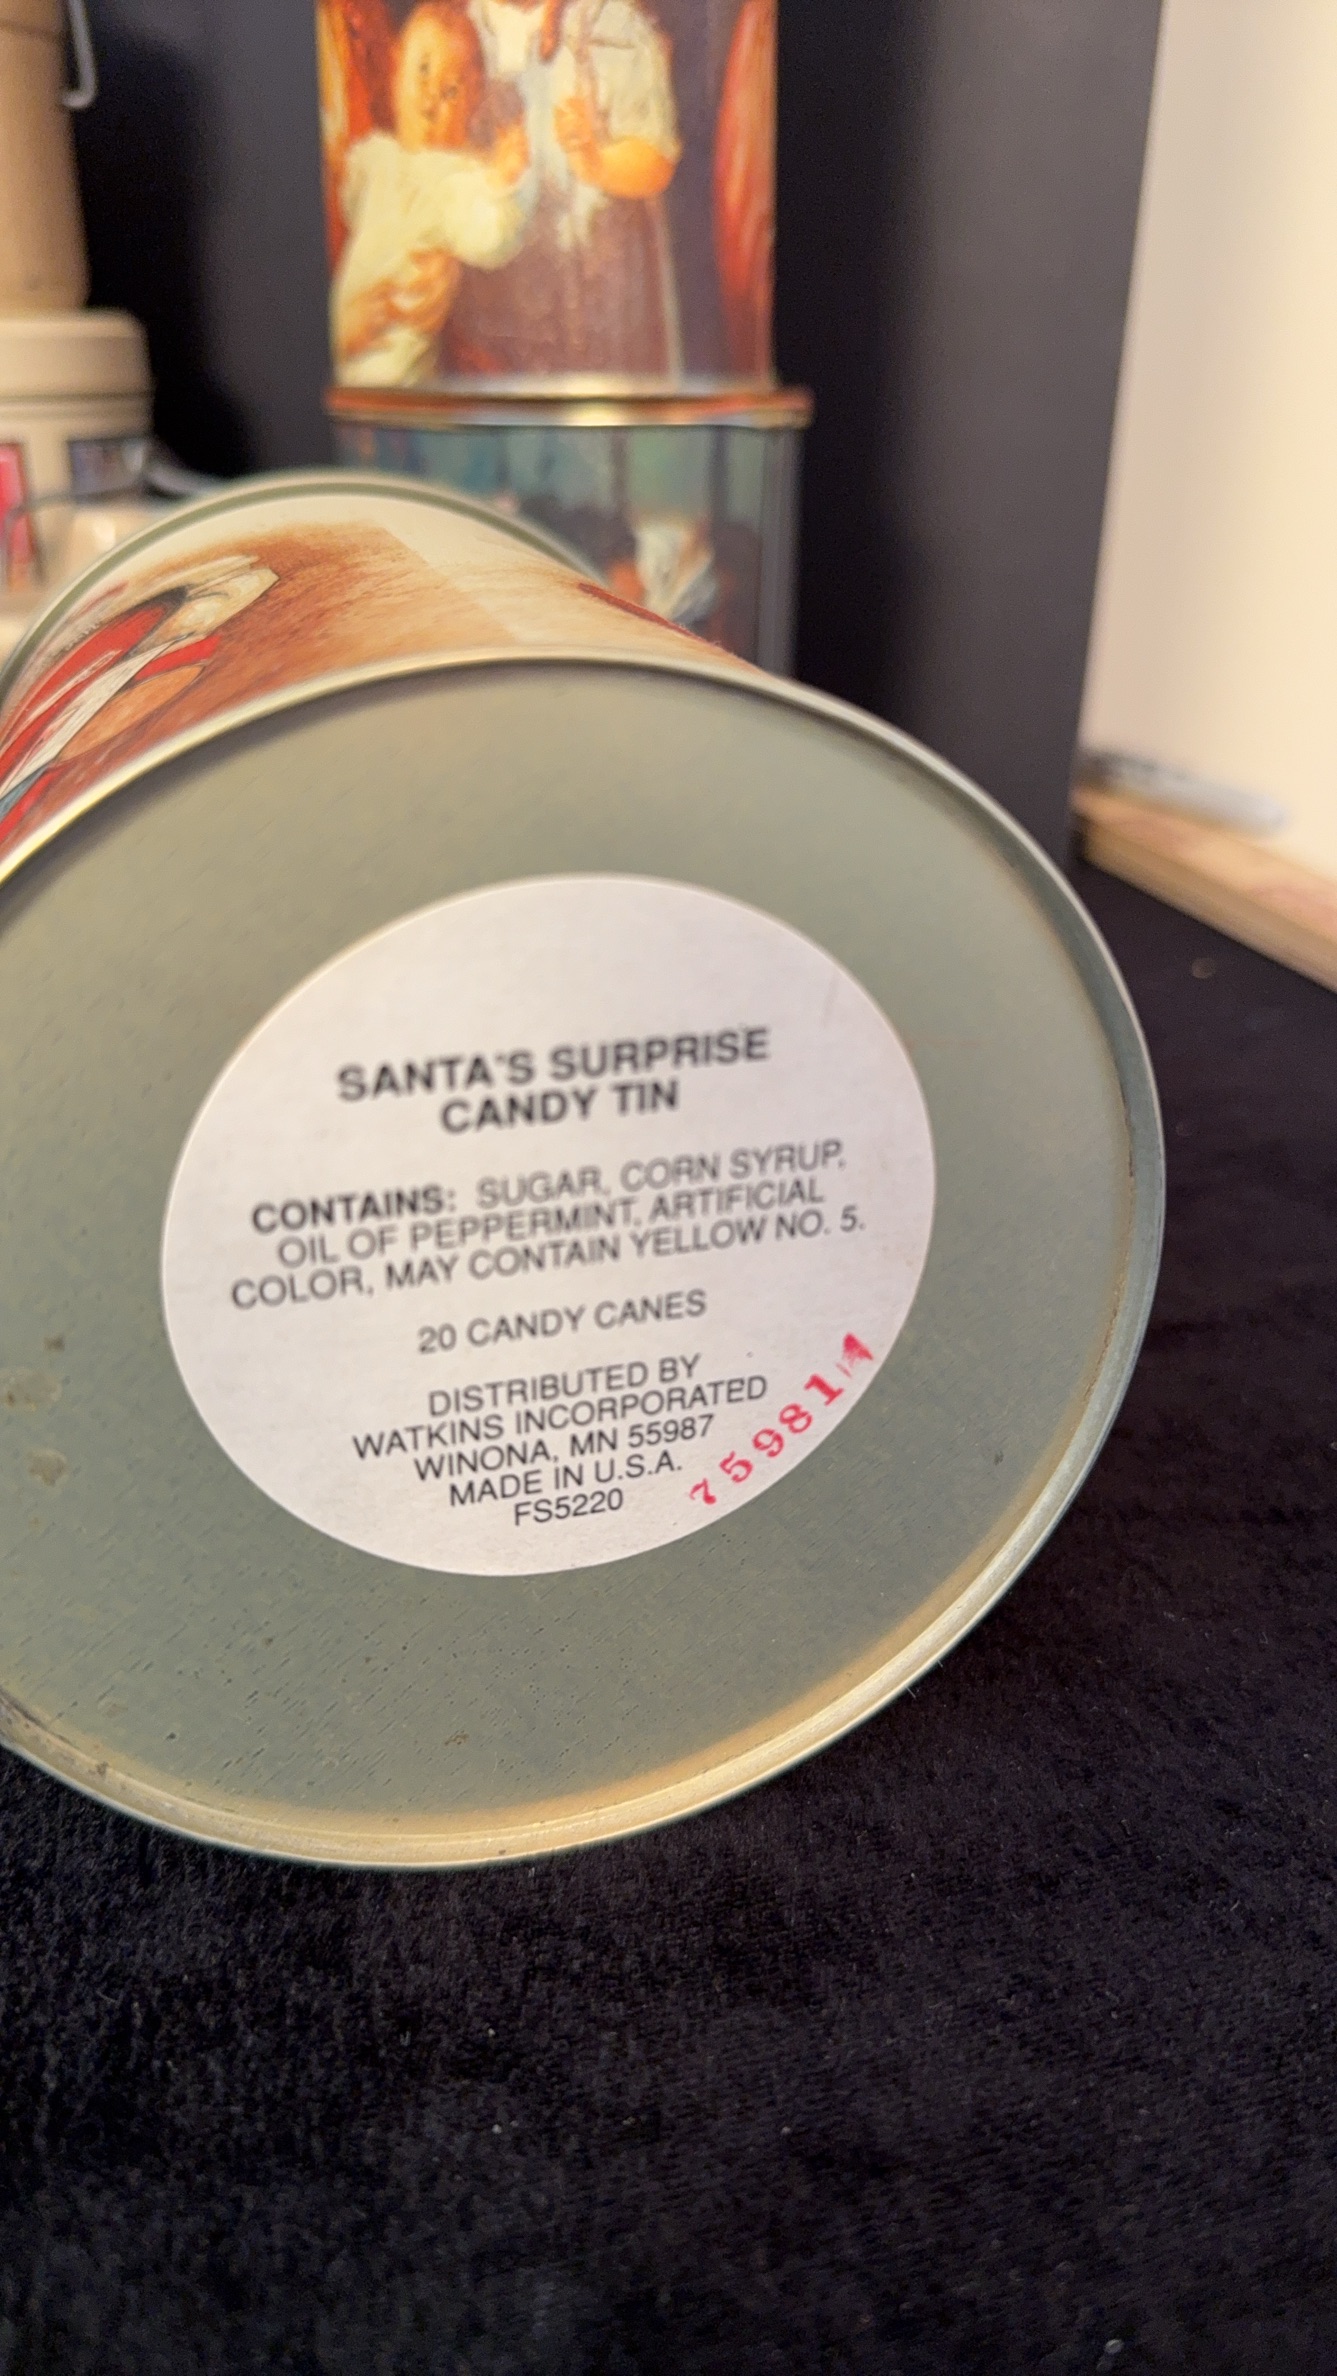 SANTA'S SURPRISE
CANDY TIN
CONTAINS: SUGAR, CORN SYRUP,
OIL OF PEPPERMINT, ARTIFICIAL
COLOR, MAY CONTAIN YELLOW NO. 5.
20 CANDY CANES
DISTRIBUTED BY
WATKINS INCORPORATED
WINONA, MN 55987
MADE IN U.S.A.
FS5220